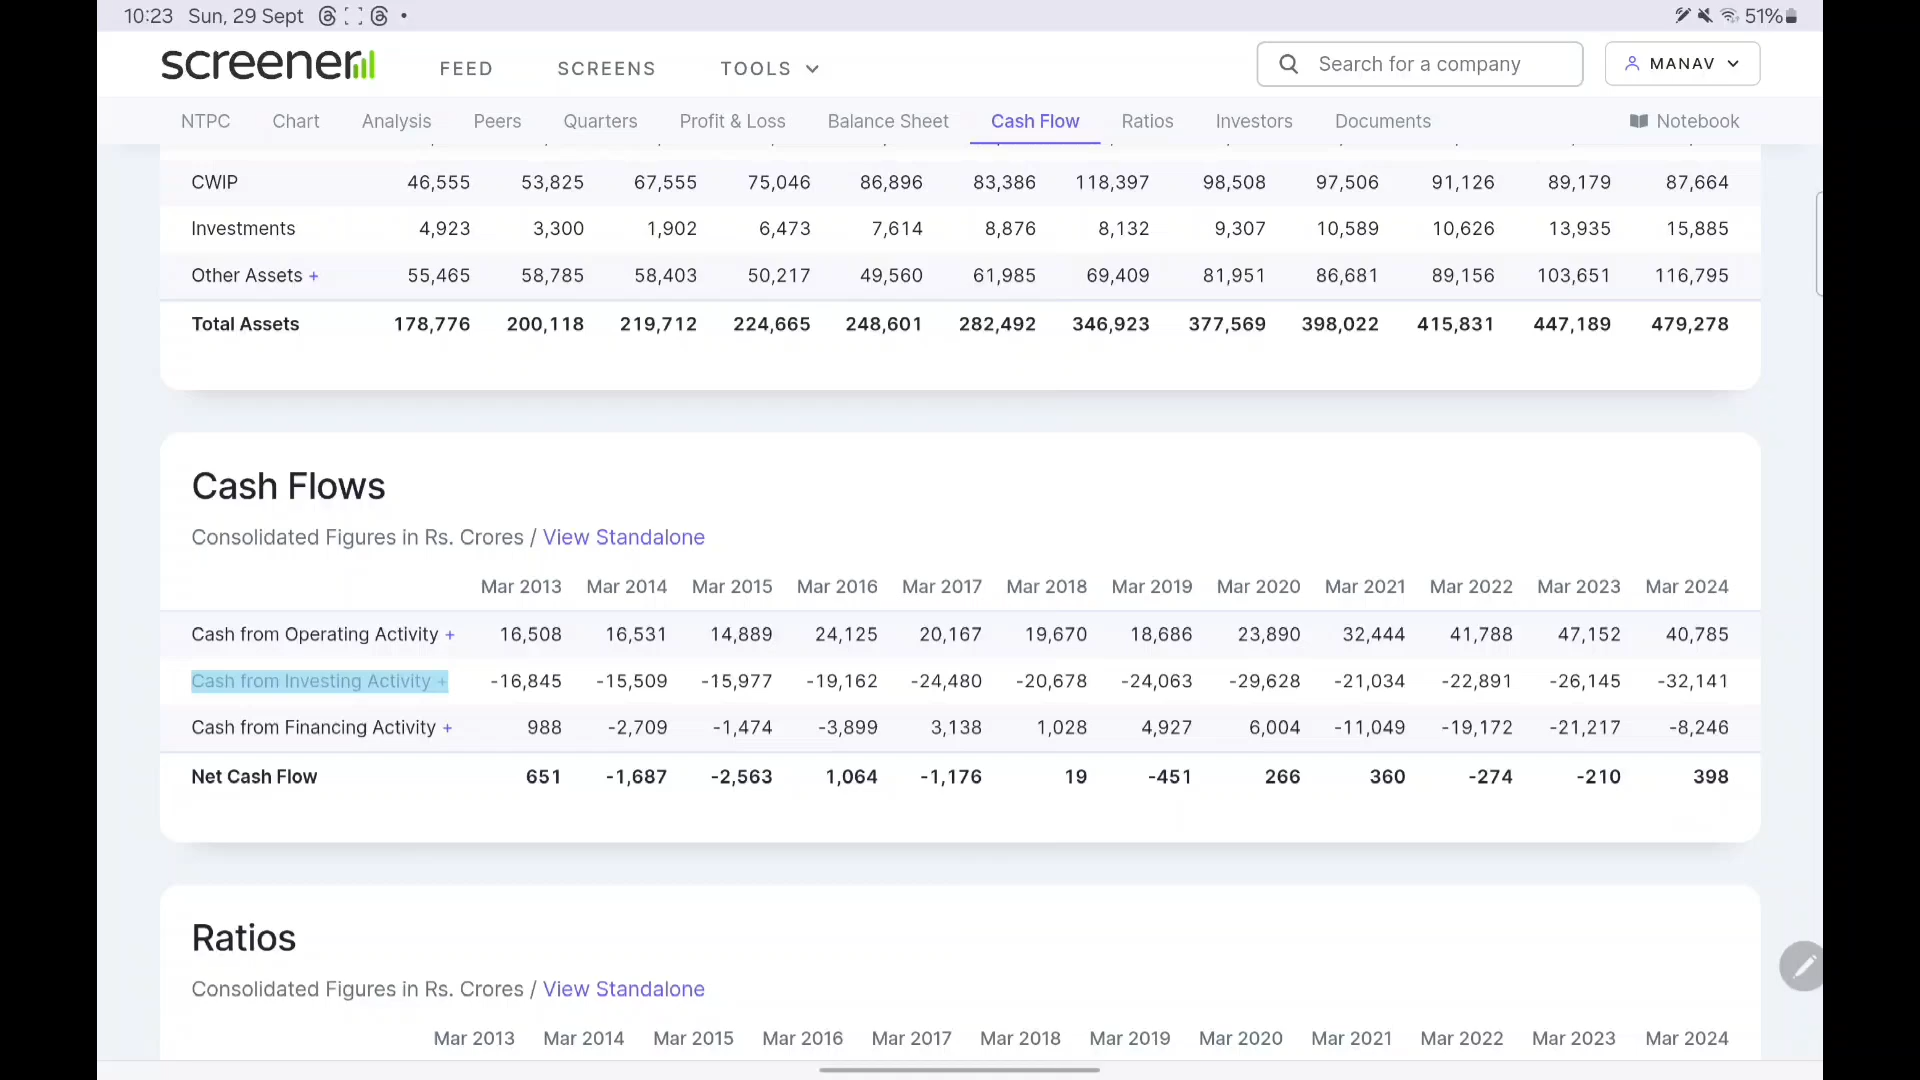 10:23 Sun, 29 Sept 51%
screener FEED SCREENS TOOLS Search for a company MANAV
NTPC Chart Analysis Peers Quarters Profit & Loss Balance Sheet Cash Flow Ratios Investors Documents Notebook
CWIP 46,555 53,825 67,555 75,046 86,896 83,386 118,397 98,508 97,506 91,126 89,179 87,664
Investments 4,923 3,300 1,902 6,473 7,614 8,876 8,132 9,307 10,589 10,626 13,935 15,885
Other Assets + 55,465 58,785 58,403 50,217 49,560 61,985 69,409 81,951 86,681 89,156 103,651 116,795
Total Assets 178,776 200,118 219,712 224,665 248,601 282,492 346,923 377,569 398,022 415,831 447,189 479,278
Cash Flows
Consolidated Figures in Rs. Crores / View Standalone
Mar 2013 Mar 2014 Mar 2015 Mar 2016 Mar 2017 Mar 2018 Mar 2019 Mar 2020 Mar 2021 Mar 2022 Mar 2023 Mar 2024
Cash from Operating Activity + 16,508 16,531 14,889 24,125 20,167 19,670 18,686 23,890 32,444 41,788 47,152 40,785
Cash from Investing Activity + -16,845 -15,509 -15,977 -19,162 -24,480 -20,678 -24,063 -29,628 -21,034 -22,891 -26,145 -32,141
Cash from Financing Activity + 988 -2,709 -1,474 -3,899 3,138 1,028 4,927 6,004 -11,049 -19,172 -21,217 -8,246
Net Cash Flow 651 -1,687 -2,563 1,064 -1,176 19 -451 266 360 -274 -210 398
Ratios
Consolidated Figures in Rs. Crores / View Standalone
Mar 2013 Mar 2014 Mar 2015 Mar 2016 Mar 2017 Mar 2018 Mar 2019 Mar 2020 Mar 2021 Mar 2022 Mar 2023 Mar 2024